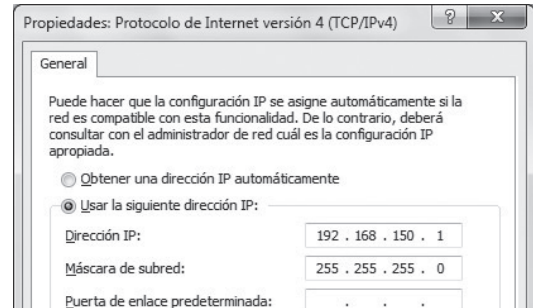 Propiedades: Protocolo de Internet versión 4 (TCP/IPv4)
General
Puede hacer que la configuración IP se asigne automáticamente si la
red es compatible con esta funcionalidad. De lo contrario, deberá
consultar con el administrador de red cuál es la configuración IP
apropiada.
Obtener una dirección IP automáticamente
Usar la siguiente dirección IP:
Dirección IP: 192 . 168 . 150 . 1
Máscara de subred: 255 . 255 . 255 . 0
Puerta de enlace predeterminada: . . .